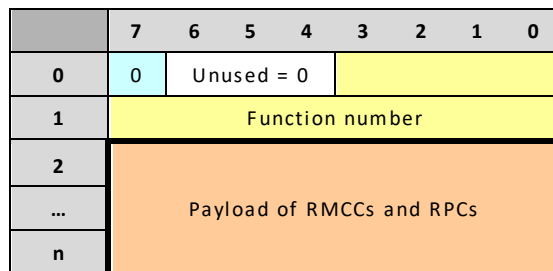 7 6 5 4 3 2 1 0
0 0 Unused = 0
1 Function number
2
... Payload of RMCCs and RPCs
n